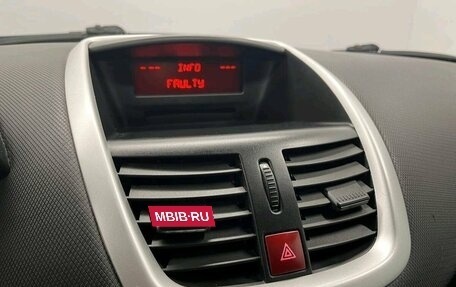 --- INFO ---
FAULTY
MBIB·RU